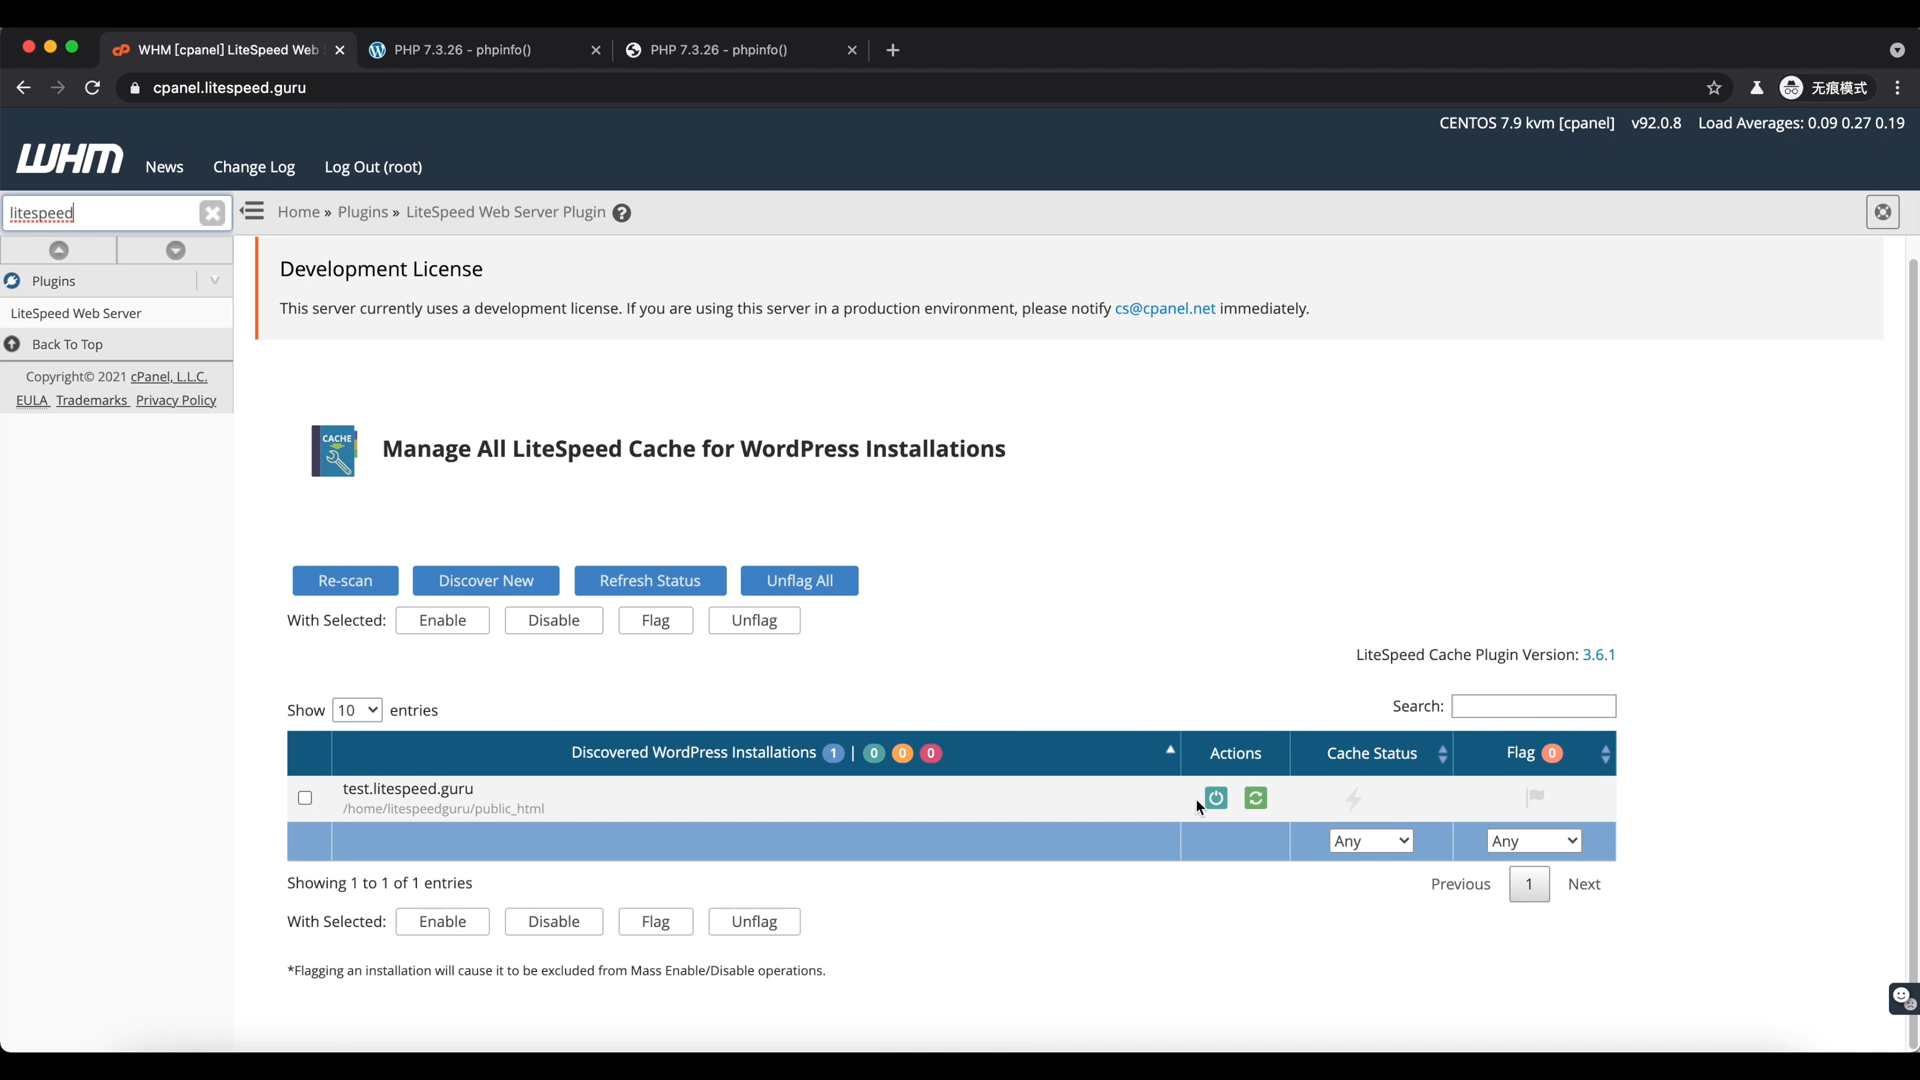 WHM [cpanel] LiteSpeed Web
PHP 7.3.26 - phpinfo()
PHP 7.3.26 - phpinfo()
cpanel.litespeed.guru
无痕模式
CENTOS 7.9 kvm [cpanel] v92.0.8 Load Averages: 0.09 0.27 0.19
WHM News Change Log Log Out (root)
litespeed
Home » Plugins » LiteSpeed Web Server Plugin ?
Plugins
LiteSpeed Web Server
Back To Top
Copyright© 2021 cPanel, L.L.C.
EULA Trademarks Privacy Policy
Development License
This server currently uses a development license. If you are using this server in a production environment, please notify cs@cpanel.net immediately.
CACHE
Manage All LiteSpeed Cache for WordPress Installations
Re-scan Discover New Refresh Status Unflag All
With Selected: Enable Disable Flag Unflag
LiteSpeed Cache Plugin Version: 3.6.1
Show 10 entries
Search:
Discovered WordPress Installations 1 | 0 0 0 Actions Cache Status Flag 0
test.litespeed.guru
/home/litespeedguru/public_html
Any Any
Showing 1 to 1 of 1 entries
Previous 1 Next
With Selected: Enable Disable Flag Unflag
*Flagging an installation will cause it to be excluded from Mass Enable/Disable operations.